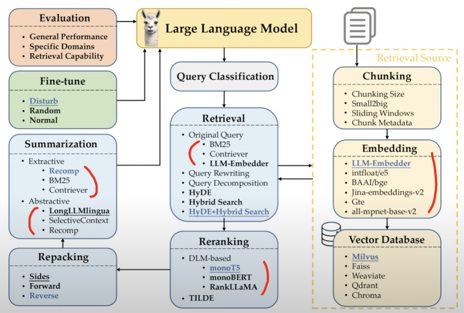 Evaluation
• General Performance
• Specific Domains
• Retrieval Capability
Large Language Model
Fine-tune
• Disturb
• Random
• Normal
Query Classification
Retrieval Source
Chunking
• Chunking Size
• Small2big
• Sliding Windows
• Chunk Metadata
Summarization
• Extractive
• Recomp
• BM25
• Contriever
• Abstractive
• LongLLMlingua
• SelectiveContext
• Recomp
Retrieval
• Original Query
• BM25
• Contriever
• LLM-Embedder
• Query Rewriting
• Query Decomposition
• HyDE
• Hybrid Search
• HyDE+Hybrid Search
Embedding
• LLM-Embedder
• intfloat/e5
• BAAI/bge
• Jina-embeddings-v2
• Gte
• all-mpnet-base-v2
Repacking
• Sides
• Forward
• Reverse
Reranking
• DLM-based
• monoT5
• monoBERT
• RankLLaMA
• TILDE
Vector Database
• Milvus
• Faiss
• Weaviate
• Qdrant
• Chroma